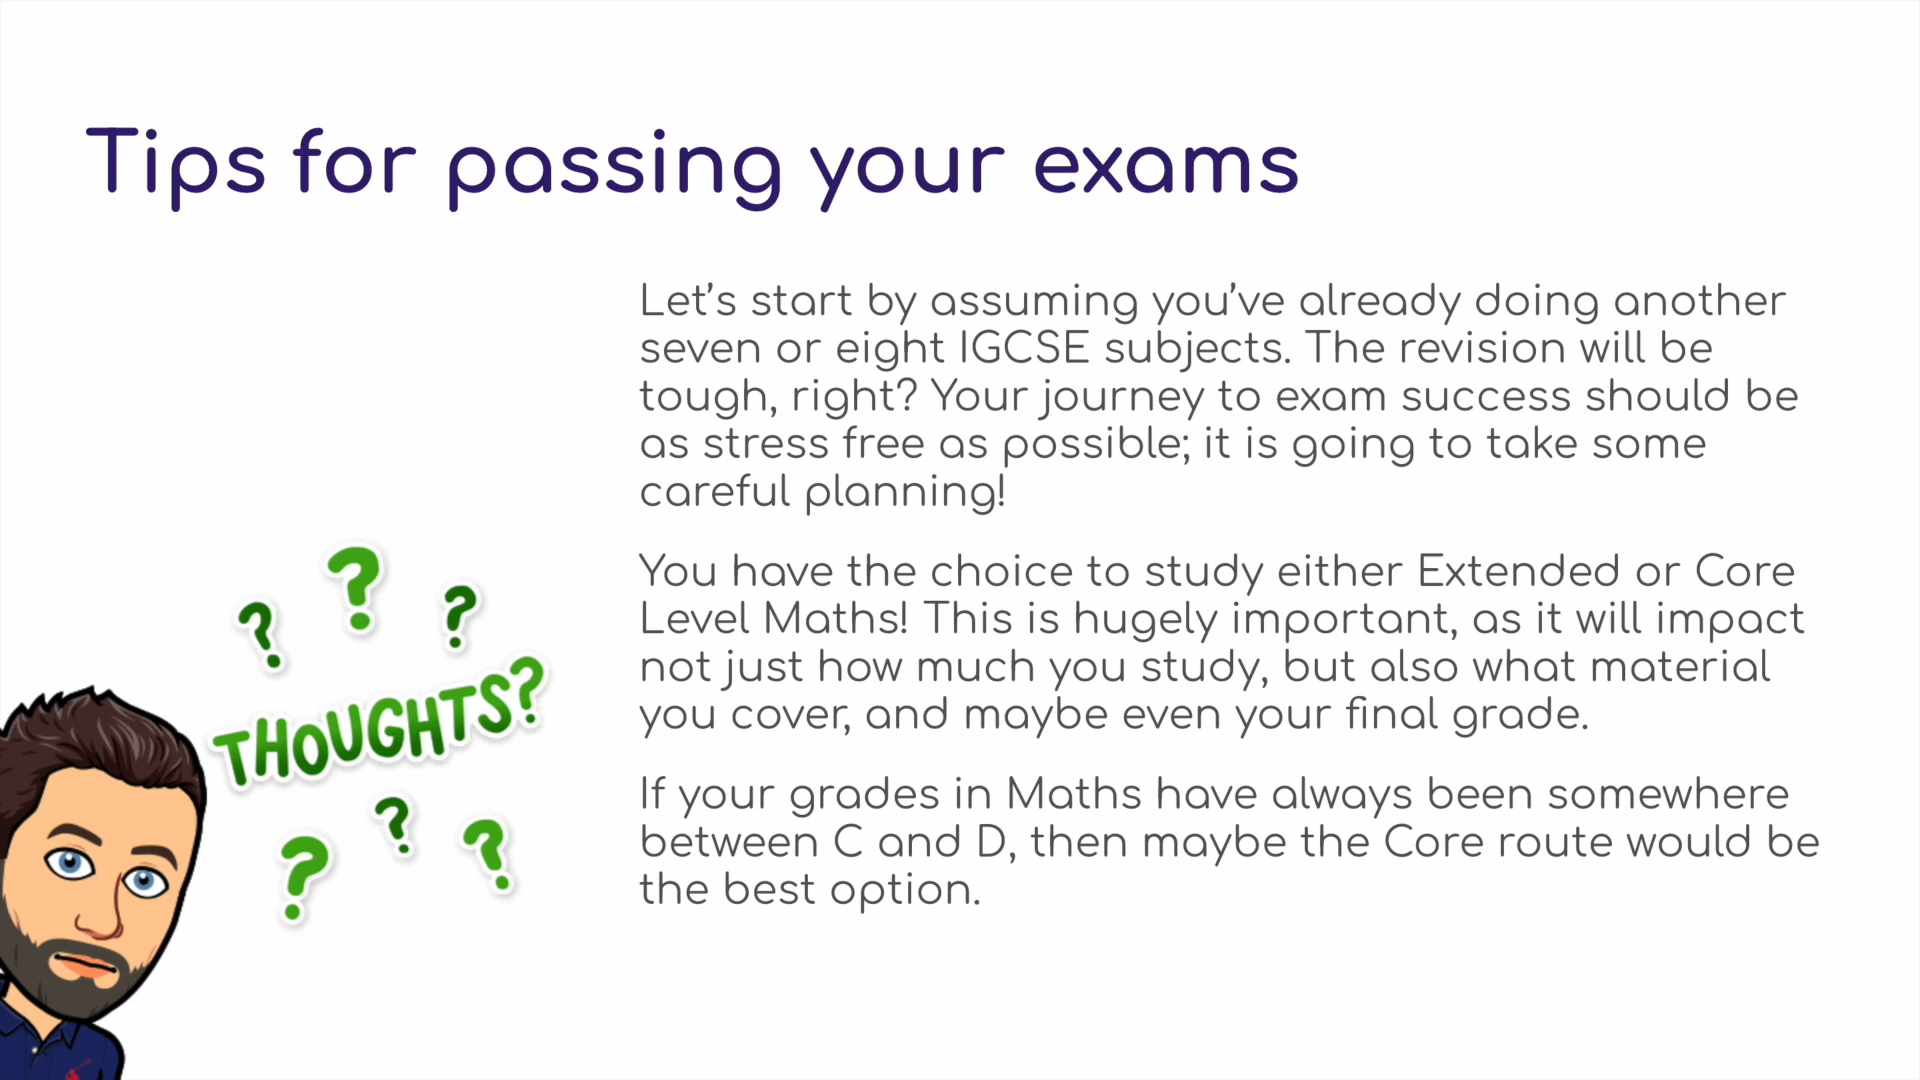 Tips for passing your exams
Let's start by assuming you've already doing another
seven or eight IGCSE subjects. The revision will be
tough, right? Your journey to exam success should be
as stress free as possible; it is going to take some
careful planning!
You have the choice to study either Extended or Core
Level Maths! This is hugely important, as it will impact
not just how much you study, but also what material
you cover, and maybe even your final grade.
If your grades in Maths have always been somewhere
between C and D, then maybe the Core route would be
the best option.
? ? ?
THOUGHTS?
? ? ?